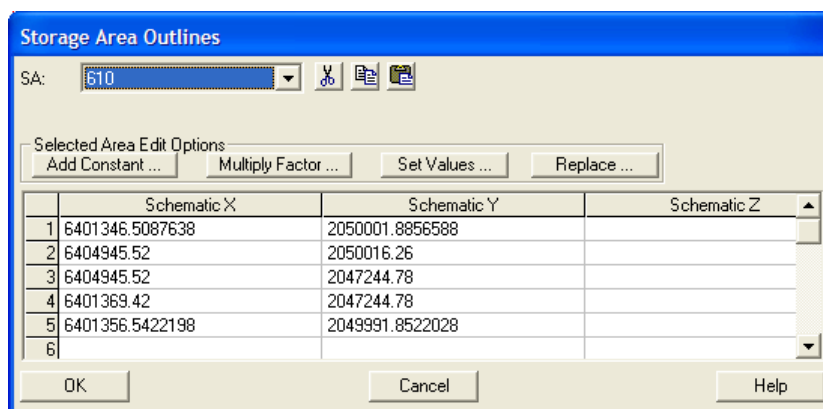 Storage Area Outlines
SA: 610
Selected Area Edit Options
Add Constant ... Multiply Factor ... Set Values ... Replace ...
Schematic X Schematic Y Schematic Z
1 6401346.5087638 2050001.8856588
2 6404945.52 2050016.26
3 6404945.52 2047244.78
4 6401369.42 2047244.78
5 6401356.5422198 2049991.8522028
6
OK Cancel Help